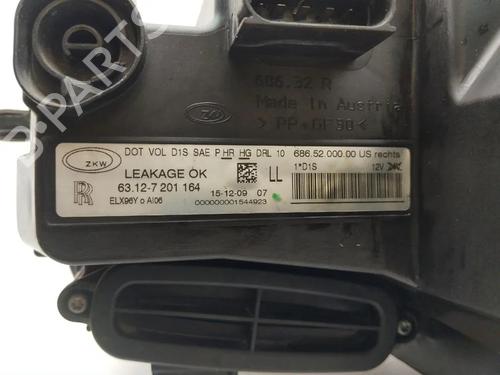 D
686.32 R
Made in Austria
> PP-GF30 <
ZKW
DOT VOL D1S SAE P HR HG DRL 10
686.52.000.00 US rechts
LEAKAGE OK
LL
1*D1S
12V
R
63.12-7 201 164
ELX96Y o AI06
15-12-09 07
000000001544923